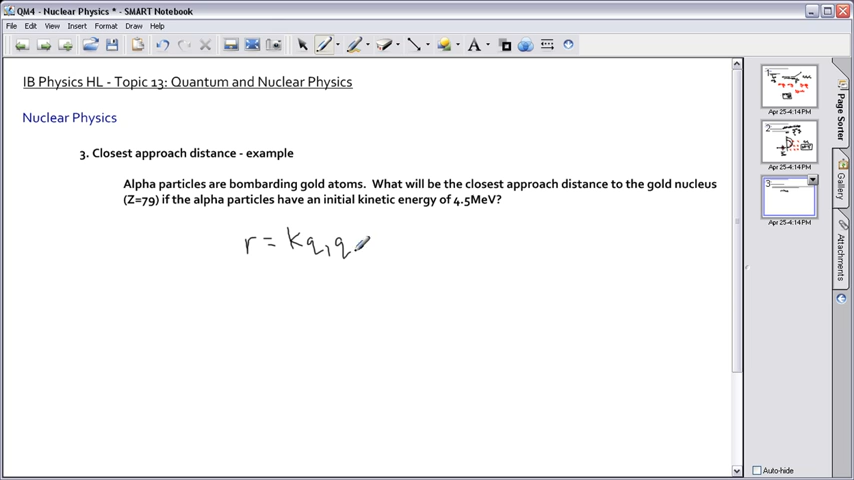 QM4 - Nuclear Physics * - SMART Notebook
File Edit View Insert Format Draw Help
IB Physics HL - Topic 13: Quantum and Nuclear Physics
Nuclear Physics
3. Closest approach distance - example
Alpha particles are bombarding gold atoms. What will be the closest approach distance to the gold nucleus
(Z=79) if the alpha particles have an initial kinetic energy of 4.5MeV?
r = kq₁q
1
Apr 25-4:14 PM
2
Apr 25-4:14 PM
3
Apr 25-4:14 PM
Page Sorter
Gallery
Attachments
Auto-hide